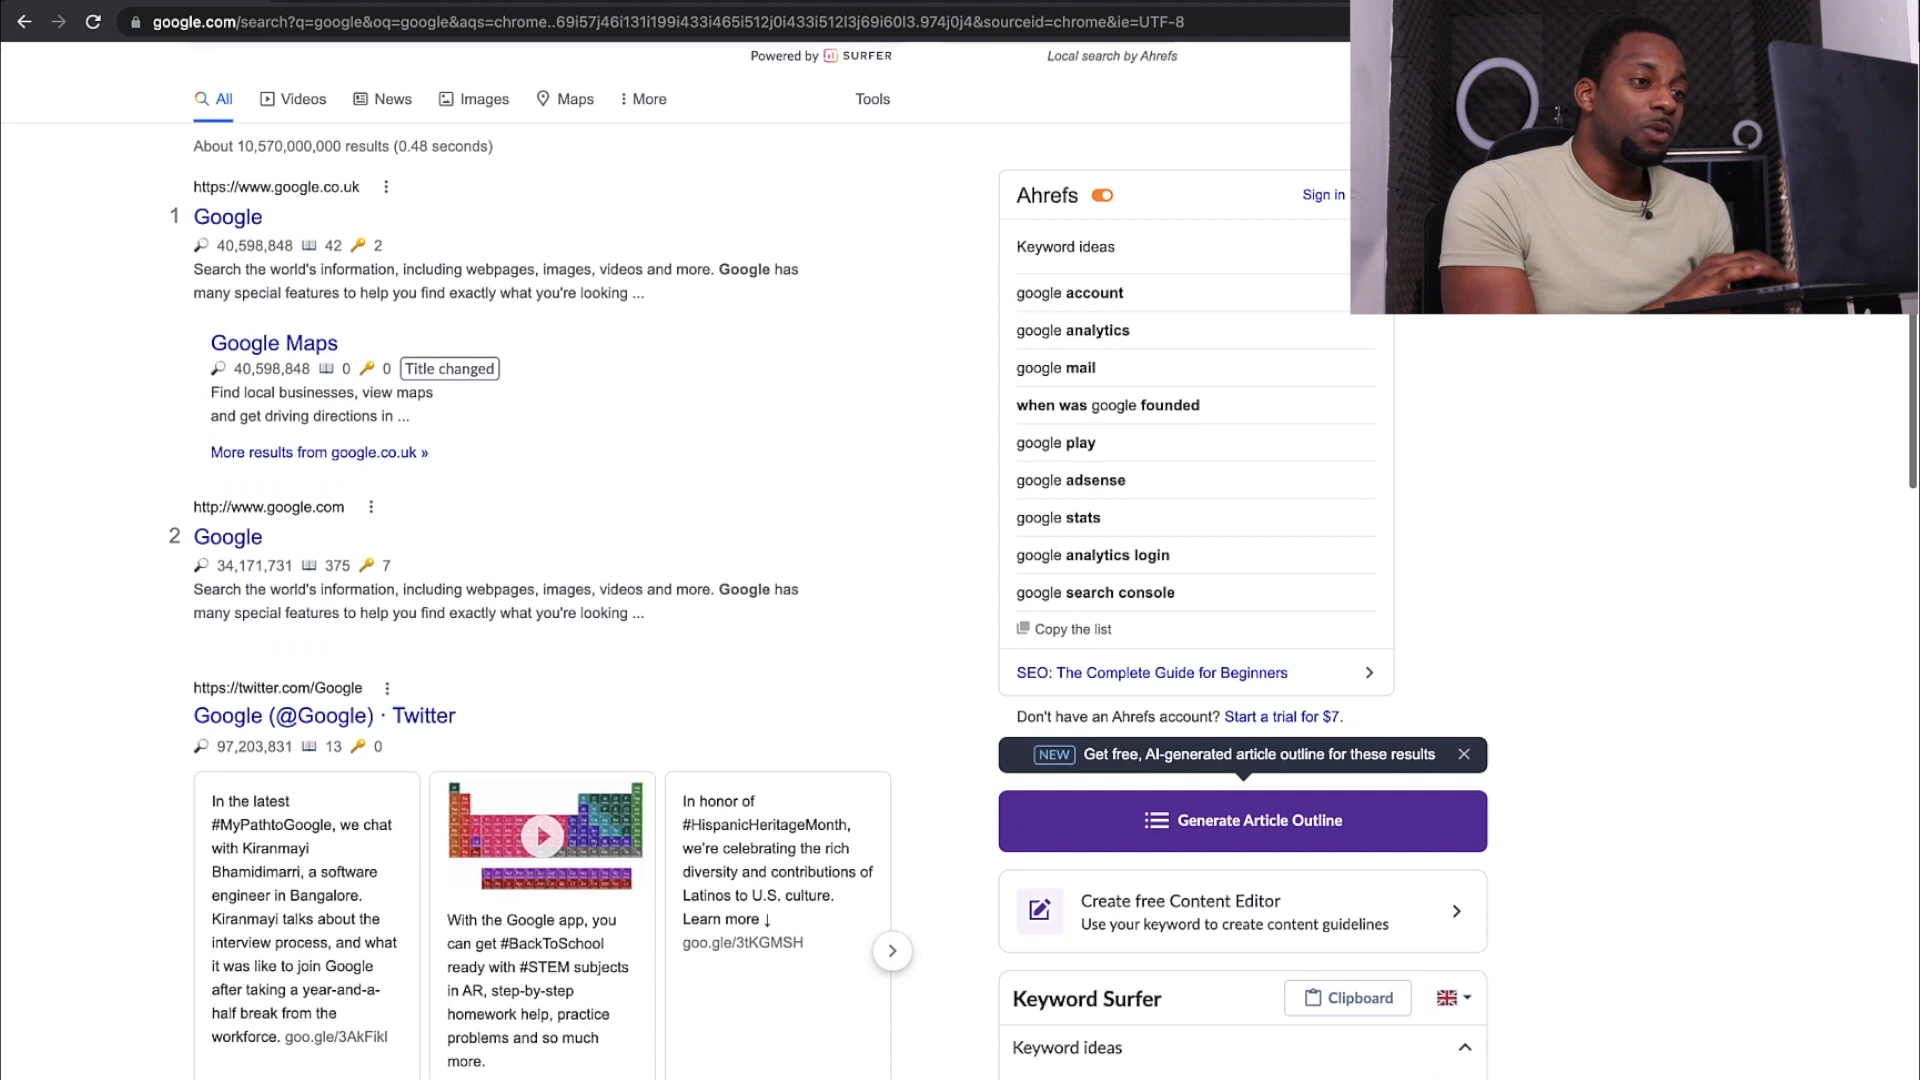 google.com/search?q=google&oq=google&aqs=chrome..69i57j46i131i199i433i465i512j0i433i512l3j69i60l3.974j0j4&sourceid=chrome&ie=UTF-8
Powered by SURFER
Local search by Ahrefs
All
Videos
News
Images
Maps
More
Tools
About 10,570,000,000 results (0.48 seconds)
https://www.google.co.uk
1 Google
40,598,848 42 2
Search the world's information, including webpages, images, videos and more. Google has
many special features to help you find exactly what you're looking ...
Google Maps
40,598,848 0 0 Title changed
Find local businesses, view maps
and get driving directions in ...
More results from google.co.uk »
http://www.google.com
2 Google
34,171,731 375 7
Search the world's information, including webpages, images, videos and more. Google has
many special features to help you find exactly what you're looking ...
https://twitter.com/Google
Google (@Google) · Twitter
97,203,831 13 0
In the latest
#MyPathtoGoogle, we chat
with Kiranmayi
Bhamidimarri, a software
engineer in Bangalore.
Kiranmayi talks about the
interview process, and what
it was like to join Google
after taking a year-and-a-
half break from the
workforce. goo.gle/3AkFikl
With the Google app, you
can get #BackToSchool
ready with #STEM subjects
in AR, step-by-step
homework help, practice
problems and so much
more.
In honor of
#HispanicHeritageMonth,
we're celebrating the rich
diversity and contributions of
Latinos to U.S. culture.
Learn more ↓
goo.gle/3tKGMSH
Ahrefs
Sign in
Keyword ideas
google account
google analytics
google mail
when was google founded
google play
google adsense
google stats
google analytics login
google search console
Copy the list
SEO: The Complete Guide for Beginners
Don't have an Ahrefs account? Start a trial for $7.
NEW Get free, AI-generated article outline for these results
Generate Article Outline
Create free Content Editor
Use your keyword to create content guidelines
Keyword Surfer
Clipboard
Keyword ideas